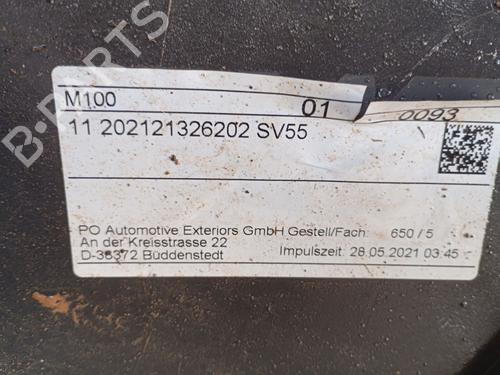 B-PARTS
M100 01 0093
11 202121326202 SV55
PO Automotive Exteriors GmbH Gestell/Fach: 650 / 5
An der Kreisstrasse 22
D-38372 Büddenstedt Impulszeit: 28.05.2021 03:45